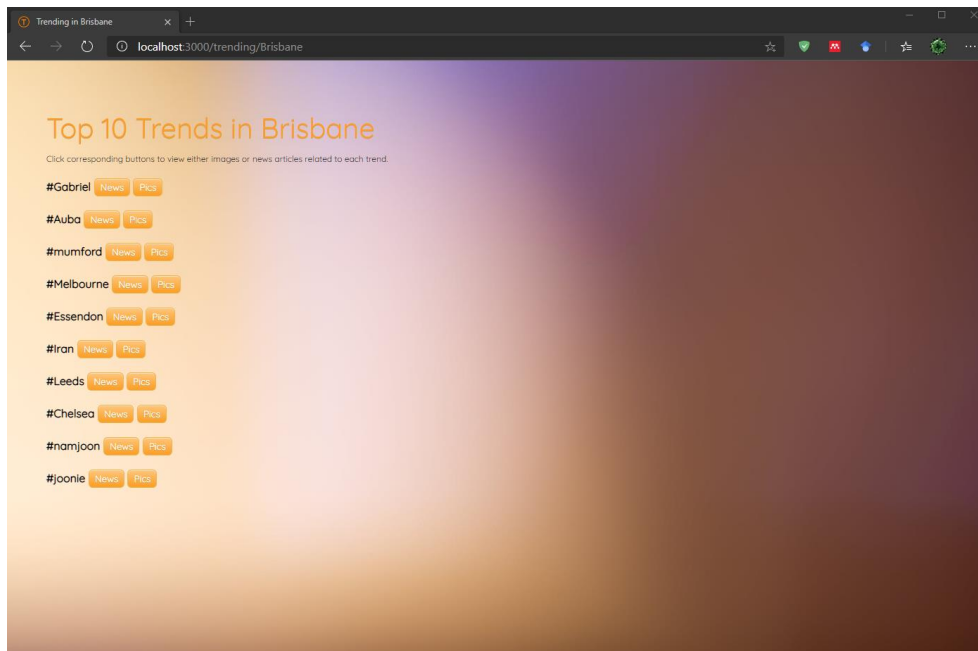 Trending in Brisbane
localhost:3000/trending/Brisbane
Top 10 Trends in Brisbane
Click corresponding buttons to view either images or news articles related to each trend.
#Gabriel News Pics
#Auba News Pics
#mumford News Pics
#Melbourne News Pics
#Essendon News Pics
#Iran News Pics
#Leeds News Pics
#Chelsea News Pics
#namjoon News Pics
#joonie News Pics